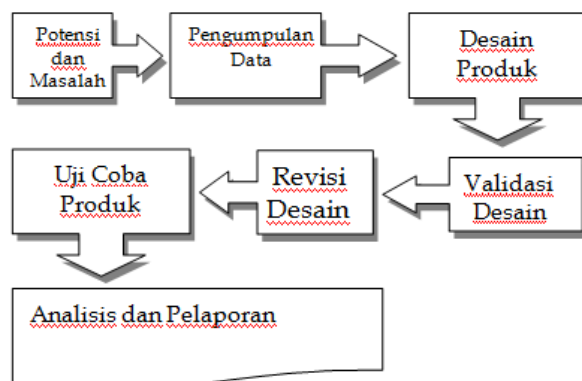 Potensi
dan
Masalah
Pengumpulan
Data
Desain
Produk
Validasi
Desain
Revisi
Desain
Uji Coba
Produk
Analisis dan Pelaporan